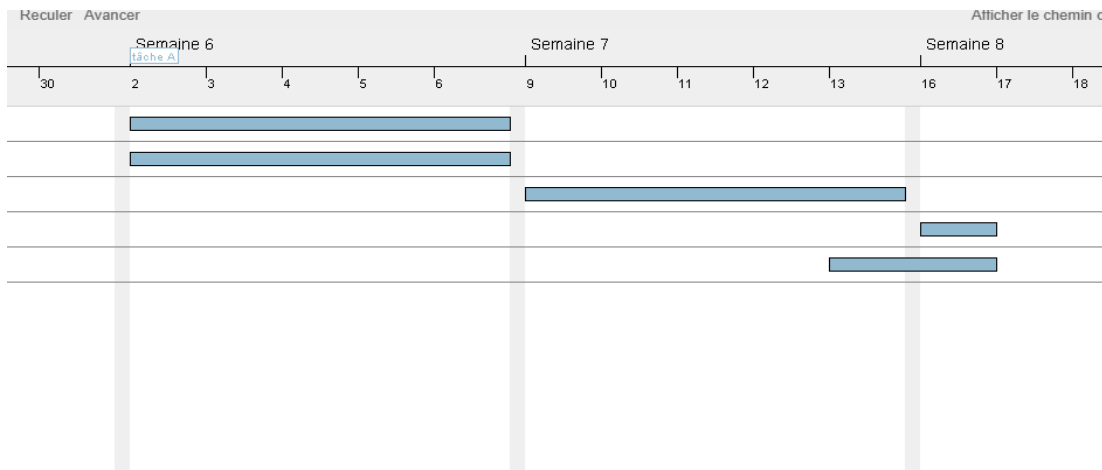 Reculer Avancer Afficher le chemin
Semaine 6 Semaine 7 Semaine 8
tâche A
30 2 3 4 5 6 9 10 11 12 13 16 17 18